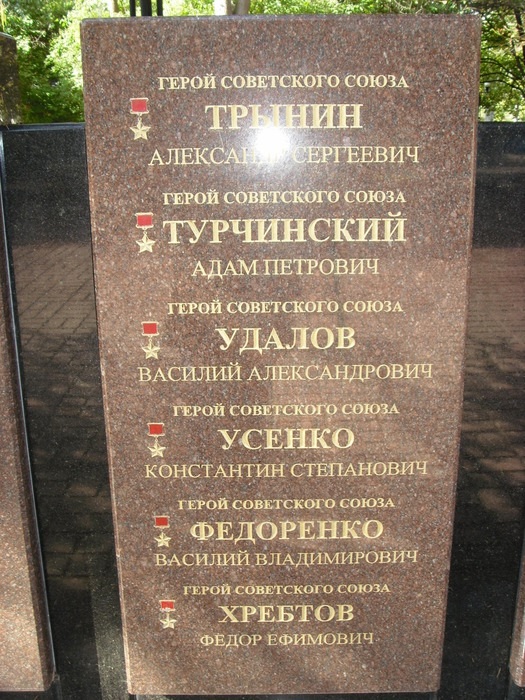 ГЕРОЙ СОВЕТСКОГО СОЮЗА
ТРЫНИН
АЛЕКСАНДР СЕРГЕЕВИЧ
ГЕРОЙ СОВЕТСКОГО СОЮЗА
ТУРЧИНСКИЙ
АДАМ ПЕТРОВИЧ
ГЕРОЙ СОВЕТСКОГО СОЮЗА
УДАЛОВ
ВАСИЛИЙ АЛЕКСАНДРОВИЧ
ГЕРОЙ СОВЕТСКОГО СОЮЗА
УСЕНКО
КОНСТАНТИН СТЕПАНОВИЧ
ГЕРОЙ СОВЕТСКОГО СОЮЗА
ФЕДОРЕНКО
ВАСИЛИЙ ВЛАДИМИРОВИЧ
ГЕРОЙ СОВЕТСКОГО СОЮЗА
ХРЕБТОВ
ФЕДОР ЕФИМОВИЧ